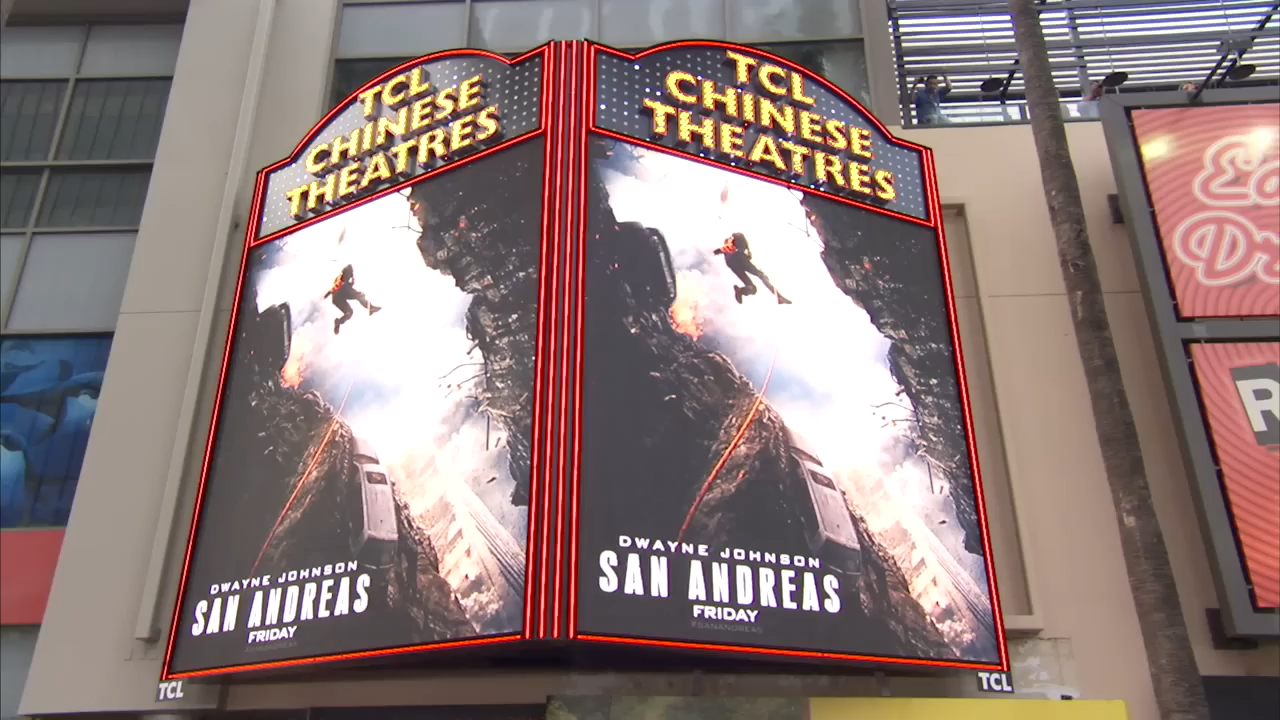 TCL
CHINESE
THEATRES
DWAYNE JOHNSON
SAN ANDREAS
FRIDAY
TCL
TCL
CHINESE
THEATRES
DWAYNE JOHNSON
SAN ANDREAS
FRIDAY
#SANANDREAS
TCL